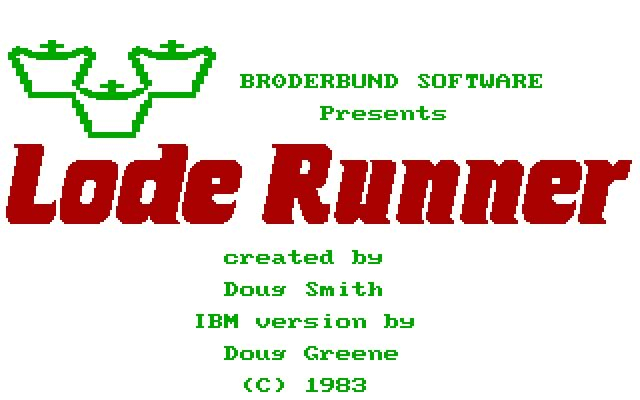 BRODERBUND SOFTWARE
Presents
Lode Runner
created by
Doug Smith
IBM version by
Doug Greene
(C) 1983